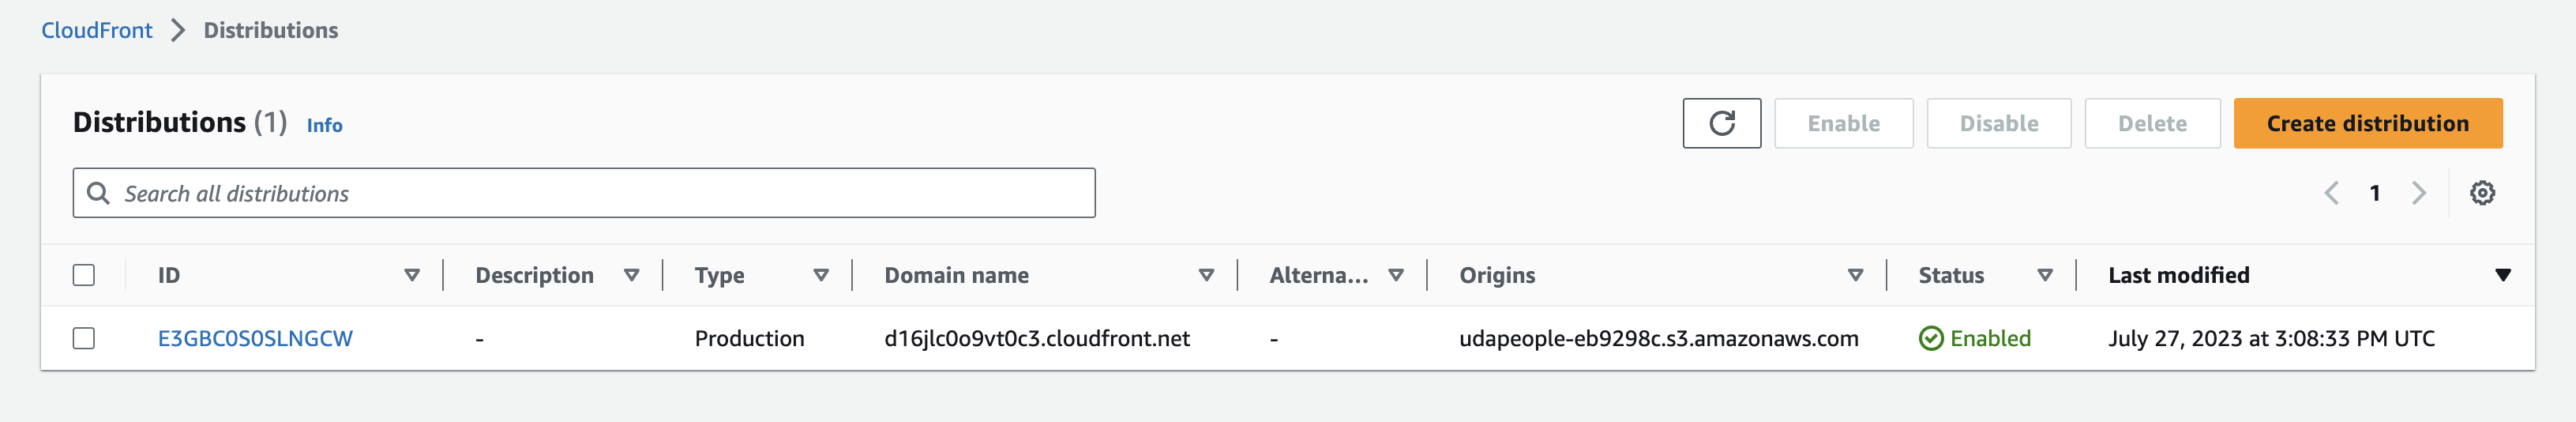 CloudFront > Distributions
Distributions (1) Info
Enable Disable Delete Create distribution
Search all distributions
1
ID Description Type Domain name Alterna... Origins Status Last modified
E3GBC0S0SLNGCW - Production d16jlc0o9vt0c3.cloudfront.net - udapeople-eb9298c.s3.amazonaws.com Enabled July 27, 2023 at 3:08:33 PM UTC